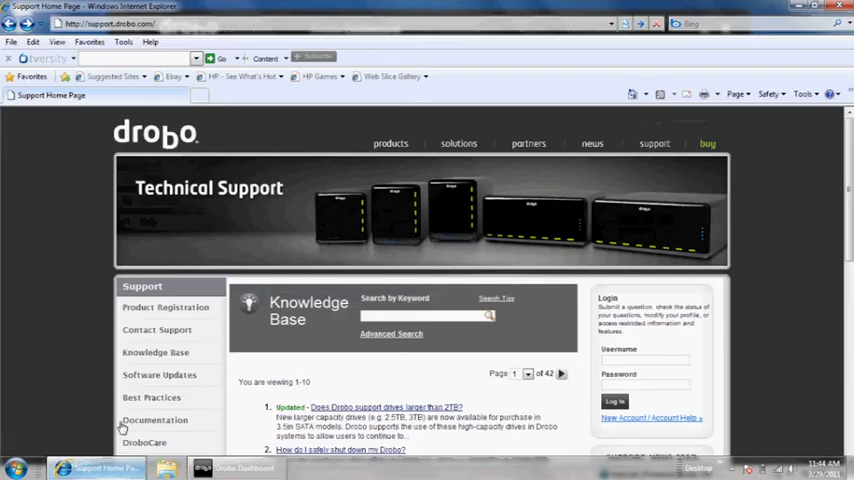 Support Home Page - Windows Internet Explorer
http://support.drobo.com/
Bing
File Edit View Favorites Tools Help
tversity Go Content Subscribe
Favorites Suggested Sites Ebay HP - See What's Hot HP Games Web Slice Gallery
Support Home Page
Page Safety Tools
drobo
products solutions partners news support buy
Technical Support
Support
Product Registration
Contact Support
Knowledge Base
Software Updates
Best Practices
Documentation
DroboCare
Knowledge Base
Search by Keyword Search Tips
Advanced Search
Page 1 of 42
You are viewing 1-10
1. Updated - Does Drobo support drives larger than 2TB?
New larger capacity drives (e.g. 2.5TB, 3TB) are now available for purchase in
3.5in SATA models. Drobo supports the use of these high-capacity drives in Drobo
systems to allow users to continue to...
2. How do I safely shut down my Drobo?
Login
Submit a question, check the status of
your questions, modify your profile, or
access restricted information and
features.
Username
Password
Log in
New Account / Account Help »
Support Home Pa...
Drobo Dashboard
Desktop
11:44 AM
3/29/2011